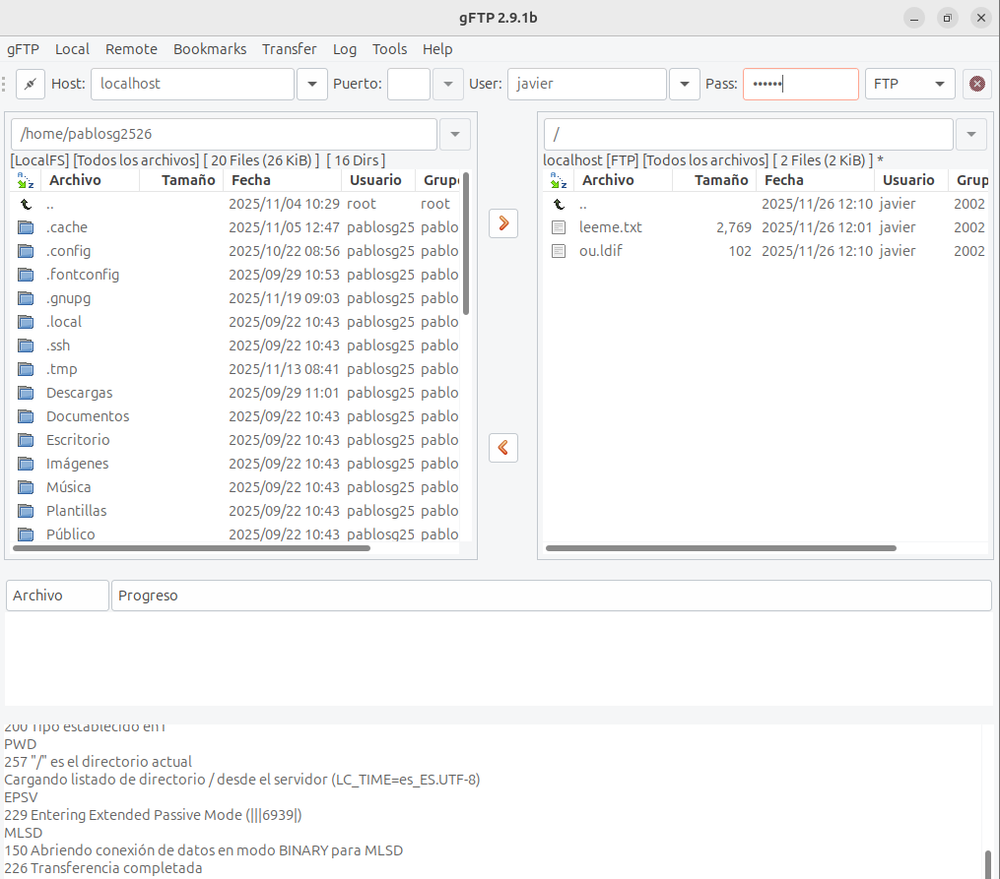 gFTP 2.9.1b
gFTP Local Remote Bookmarks Transfer Log Tools Help
Host: localhost Puerto: User: javier Pass: •••••• FTP
/home/pablosg2526
[LocalFS] [Todos los archivos] [ 20 Files (26 KiB) ] [ 16 Dirs ]
Archivo Tamaño Fecha Usuario Grupo
.. 2025/11/04 10:29 root root
.cache 2025/11/05 12:47 pablosg25 pablo
.config 2025/10/22 08:56 pablosg25 pablo
.fontconfig 2025/09/29 10:53 pablosg25 pablo
.gnupg 2025/11/19 09:03 pablosg25 pablo
.local 2025/09/22 10:43 pablosg25 pablo
.ssh 2025/09/22 10:43 pablosg25 pablo
.tmp 2025/11/13 08:41 pablosg25 pablo
Descargas 2025/09/29 11:01 pablosg25 pablo
Documentos 2025/09/22 10:43 pablosg25 pablo
Escritorio 2025/09/22 10:43 pablosg25 pablo
Imágenes 2025/09/22 10:43 pablosg25 pablo
Música 2025/09/22 10:43 pablosg25 pablo
Plantillas 2025/09/22 10:43 pablosg25 pablo
Público 2025/09/22 10:43 pablosg25 pablo
/
localhost [FTP] [Todos los archivos] [ 2 Files (2 KiB) ] *
Archivo Tamaño Fecha Usuario Grup
.. 2025/11/26 12:10 javier 2002
leeme.txt 2,769 2025/11/26 12:01 javier 2002
ou.ldif 102 2025/11/26 12:10 javier 2002
Archivo Progreso
200 Tipo establecido en I
PWD
257 "/" es el directorio actual
Cargando listado de directorio / desde el servidor (LC_TIME=es_ES.UTF-8)
EPSV
229 Entering Extended Passive Mode (|||6939|)
MLSD
150 Abriendo conexión de datos en modo BINARY para MLSD
226 Transferencia completada